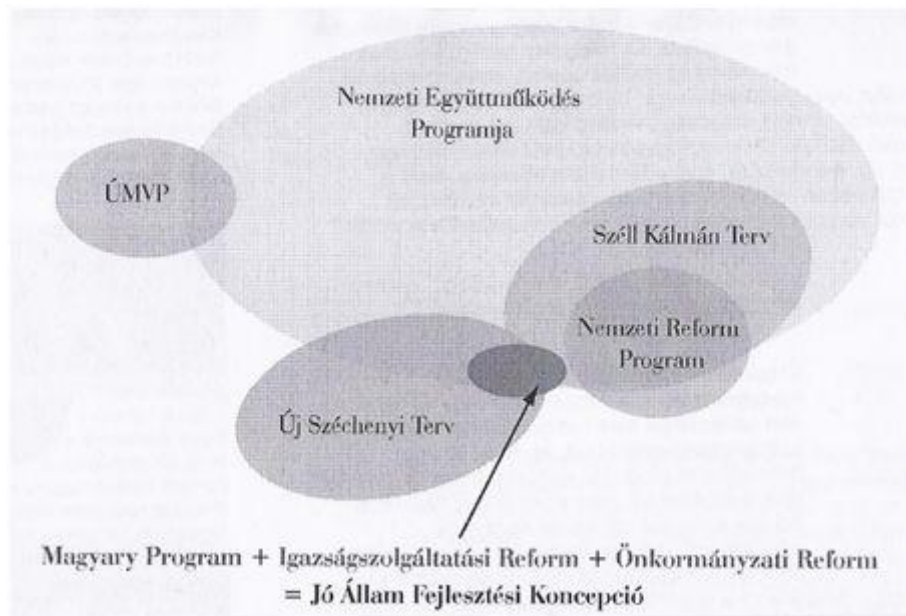 Nemzeti Együttműködés
Programja
ÚMVP
Széll Kálmán Terv
Nemzeti Reform
Program
Új Széchenyi Terv
Magyary Program + Igazságszolgáltatási Reform + Önkormányzati Reform
= Jó Állam Fejlesztési Koncepció